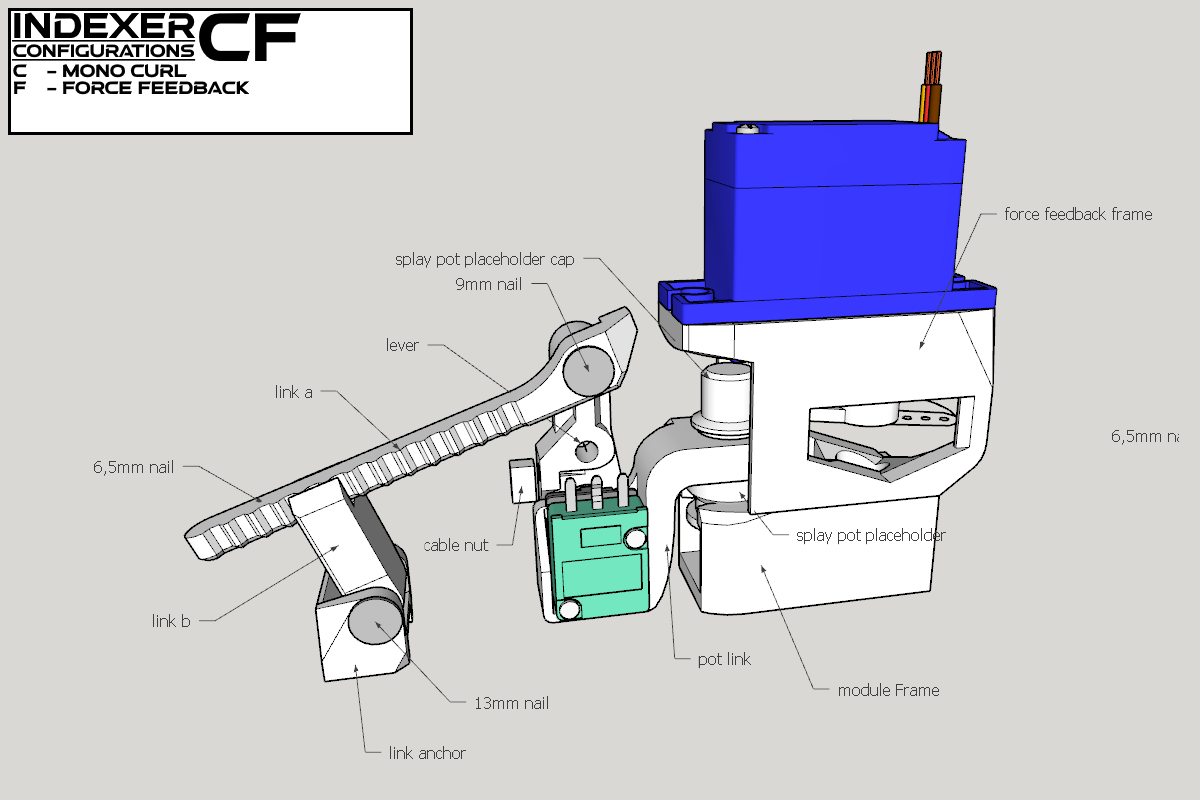 INDEXER CF
CONFIGURATIONS
C - MONO CURL
F - FORCE FEEDBACK
force feedback frame
splay pot placeholder cap
9mm nail
lever
link a
6,5mm nail
6,5mm
cable nut
splay pot placeholder
link b
pot link
module Frame
13mm nail
link anchor